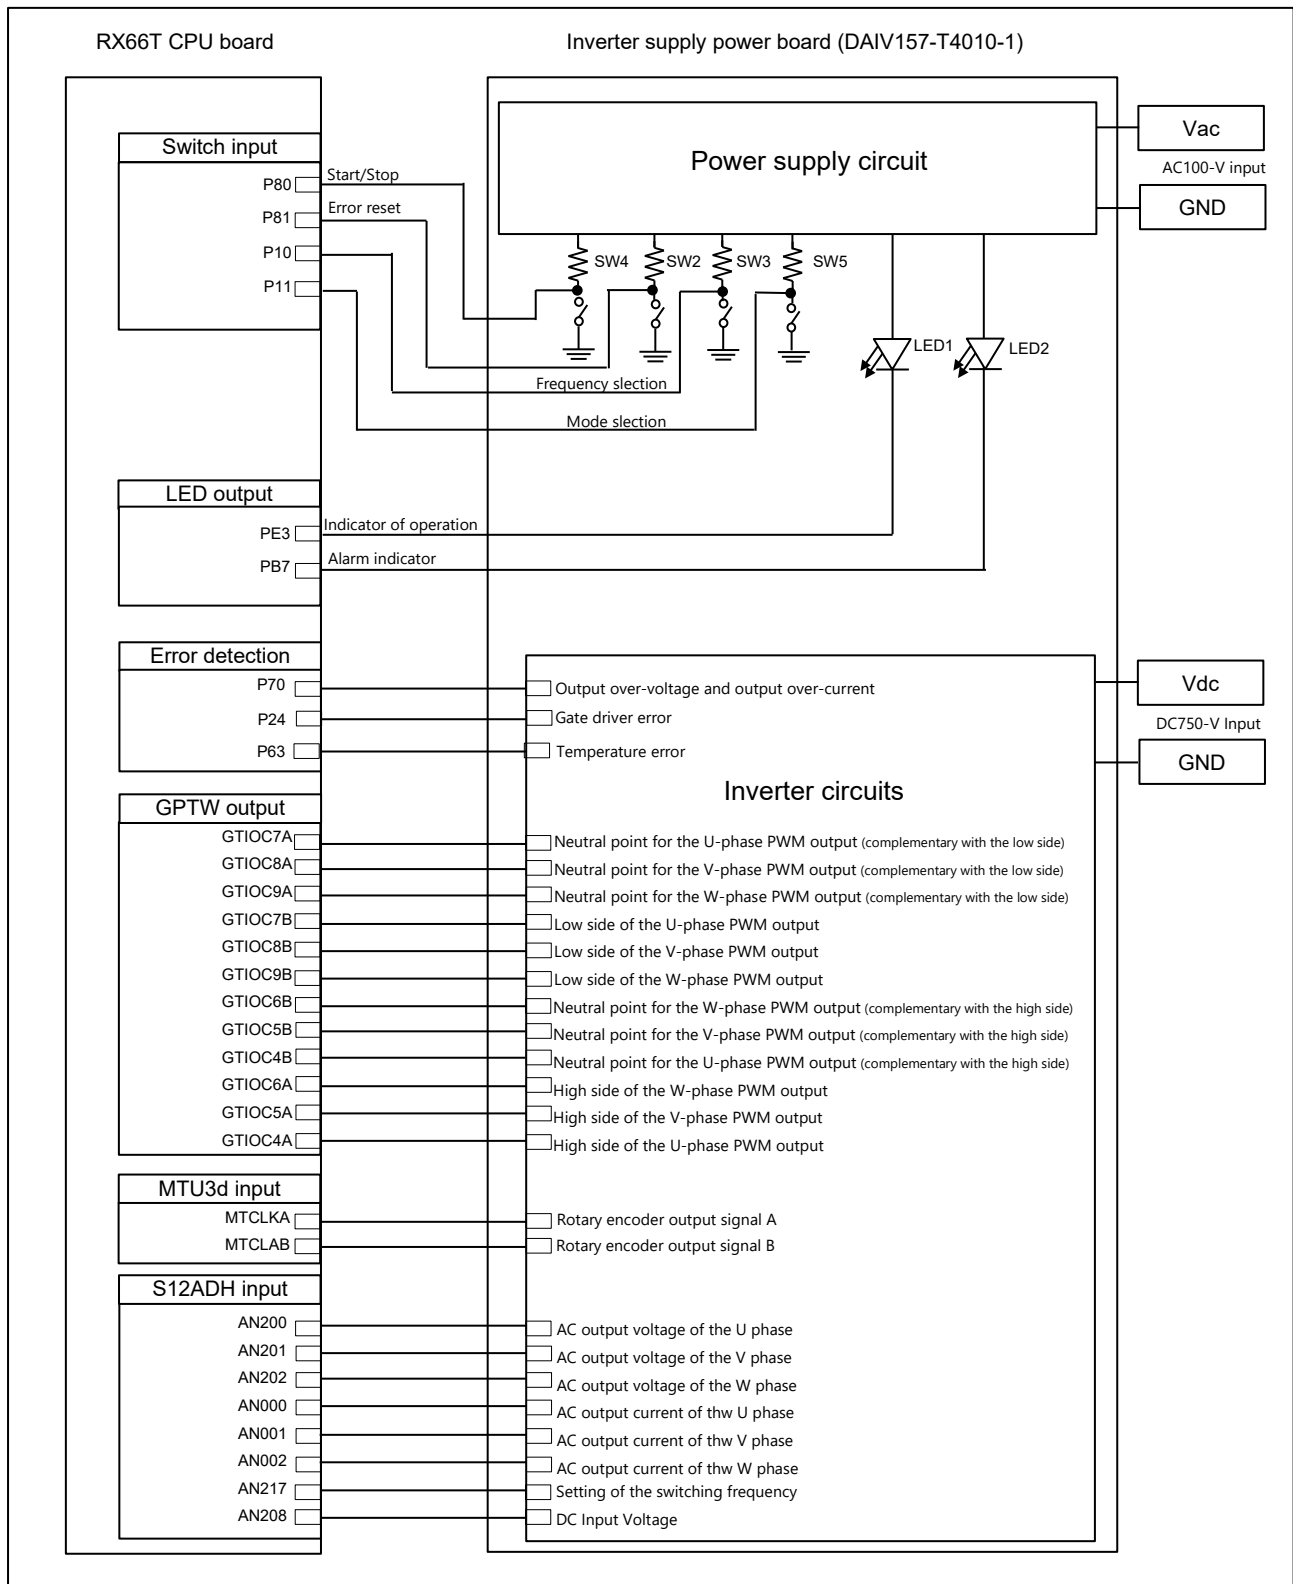 RX66T CPU board
Inverter supply power board (DAIV157-T4010-1)
Switch input
P80
P81
P10
P11
Start/Stop
Error reset
Frequency slection
Mode slection
Power supply circuit
SW4
SW2
SW3
SW5
LED1
LED2
Vac
AC100-V input
GND
LED output
PE3
PB7
Indicator of operation
Alarm indicator
Error detection
P70
P24
P63
Output over-voltage and output over-current
Gate driver error
Temperature error
Vdc
DC750-V Input
GND
Inverter circuits
GPTW output
GTIOC7A
GTIOC8A
GTIOC9A
GTIOC7B
GTIOC8B
GTIOC9B
GTIOC6B
GTIOC5B
GTIOC4B
GTIOC6A
GTIOC5A
GTIOC4A
Neutral point for the U-phase PWM output (complementary with the low side)
Neutral point for the V-phase PWM output (complementary with the low side)
Neutral point for the W-phase PWM output (complementary with the low side)
Low side of the U-phase PWM output
Low side of the V-phase PWM output
Low side of the W-phase PWM output
Neutral point for the W-phase PWM output (complementary with the high side)
Neutral point for the V-phase PWM output (complementary with the high side)
Neutral point for the U-phase PWM output (complementary with the high side)
High side of the W-phase PWM output
High side of the V-phase PWM output
High side of the U-phase PWM output
MTU3d input
MTCLKA
MTCLAB
Rotary encoder output signal A
Rotary encoder output signal B
S12ADH input
AN200
AN201
AN202
AN000
AN001
AN002
AN217
AN208
AC output voltage of the U phase
AC output voltage of the V phase
AC output voltage of the W phase
AC output current of thw U phase
AC output current of thw V phase
AC output current of thw W phase
Setting of the switching frequency
DC Input Voltage